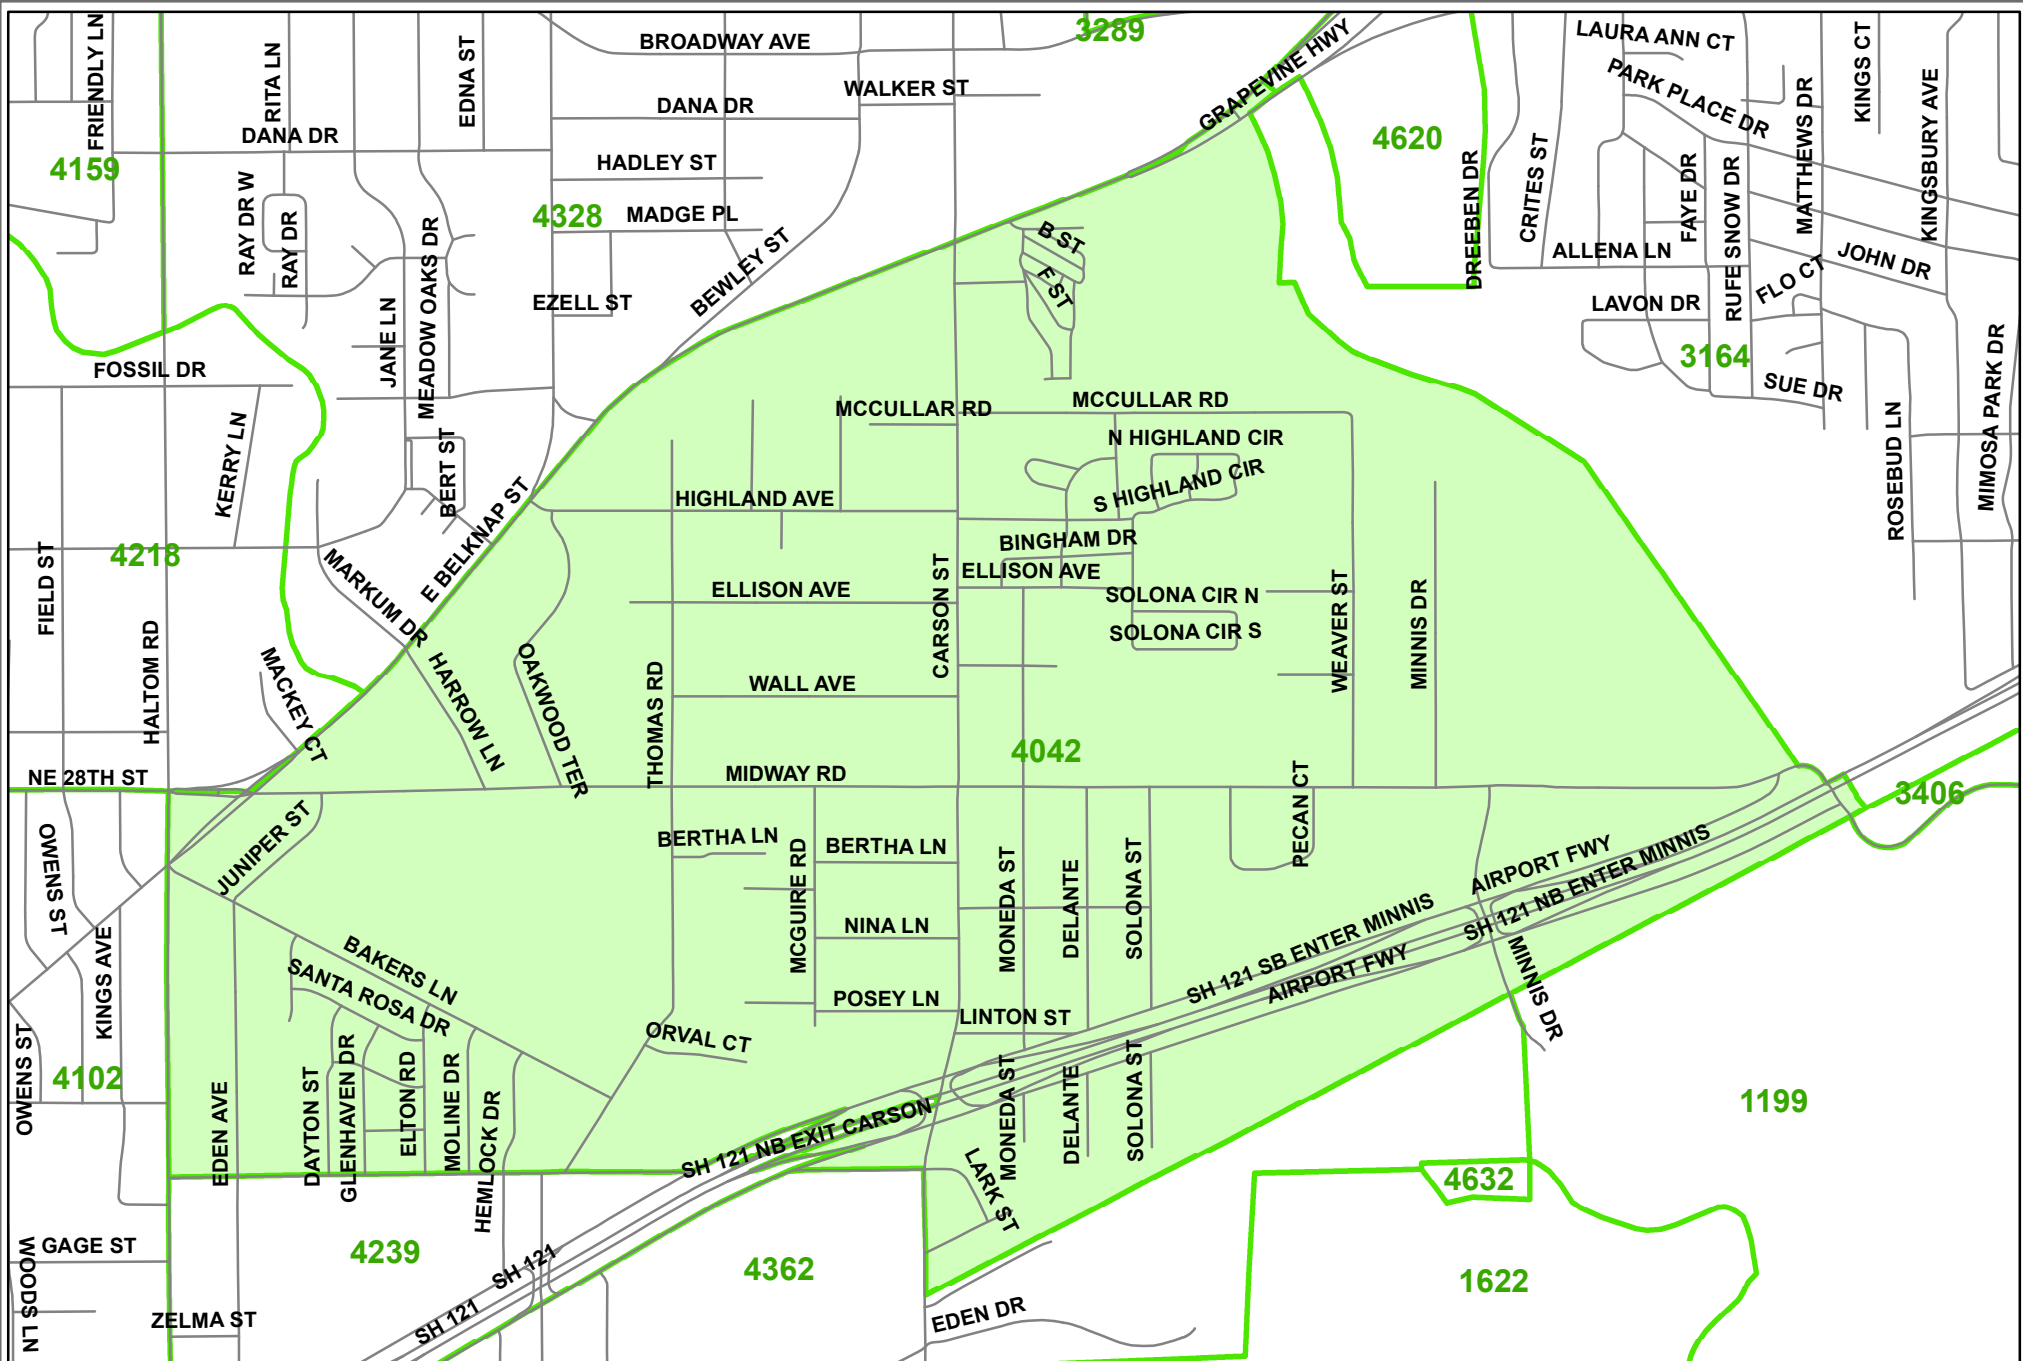 3289
BROADWAY AVE
GRAPEVINE HWY
LAURA ANN CT
KINGS CT
FRIENDLY LN
RITA LN
EDNA ST
WALKER ST
PARK PLACE DR
DANA DR
DANA DR
4620
MATTHEWS DR
KINGSBURY AVE
4159
HADLEY ST
CRITES ST
FAYE DR
RUFE SNOW DR
RAY DR W
RAY DR
4328
MADGE PL
B ST
DREEBEN DR
ALLENA LN
JOHN DR
MEADOW OAKS DR
BEWLEY ST
F ST
FLO CT
EZELL ST
LAVON DR
JANE LN
3164
MIMOSA PARK DR
FOSSIL DR
SUE DR
MCCULLAR RD
MCCULLAR RD
KERRY LN
BERT ST
N HIGHLAND CIR
ROSEBUD LN
S HIGHLAND CIR
HIGHLAND AVE
E BELKNAP ST
BINGHAM DR
4218
FIELD ST
MARKUM DR
ELLISON AVE
ELLISON AVE
CARSON ST
SOLONA CIR N
SOLONA CIR S
WEAVER ST
MINNIS DR
HALTOM RD
MACKEY CT
HARROW LN
OAKWOOD TER
THOMAS RD
WALL AVE
4042
NE 28TH ST
MIDWAY RD
PECAN CT
3406
JUNIPER ST
OWENS ST
BERTHA LN
BERTHA LN
MCGUIRE RD
MONEDA ST
DELANTE
SOLONA ST
AIRPORT FWY
SH 121 NB ENTER MINNIS
NINA LN
SH 121 SB ENTER MINNIS
AIRPORT FWY
MINNIS DR
KINGS AVE
BAKERS LN
SANTA ROSA DR
POSEY LN
LINTON ST
ORVAL CT
OWENS ST
4102
EDEN AVE
DAYTON ST
GLENHAVEN DR
ELTON RD
MOLINE DR
HEMLOCK DR
SH 121 NB EXIT CARSON
MONEDA ST
DELANTE
SOLONA ST
1199
LARK ST
4632
GAGE ST
4239
4362
1622
WOODS LN
SH 121
SH 121
ZELMA ST
EDEN DR